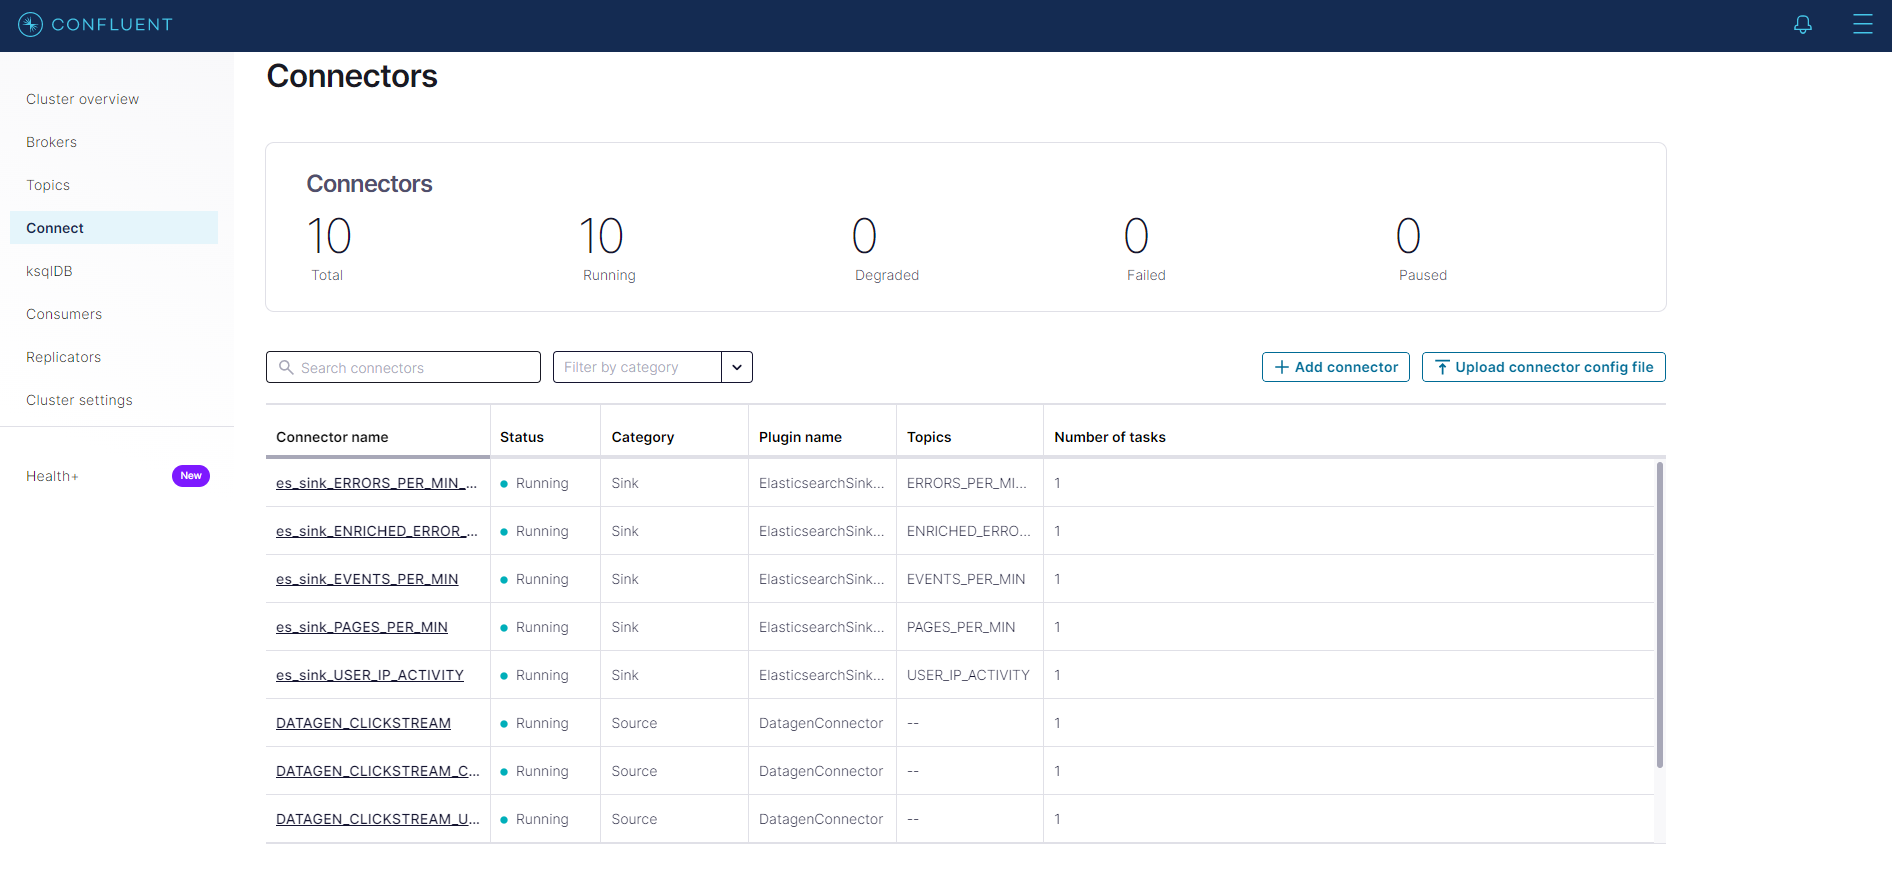 CONFLUENT
Cluster overview
Brokers
Topics
Connect
ksqlDB
Consumers
Replicators
Cluster settings
Health+ New
Connectors
Connectors
10 10 0 0 0
Total Running Degraded Failed Paused
Search connectors Filter by category Add connector Upload connector config file
Connector name Status Category Plugin name Topics Number of tasks
es_sink_ERRORS_PER_MIN_... Running Sink ElasticsearchSink... ERRORS_PER_MI... 1
es_sink_ENRICHED_ERROR_... Running Sink ElasticsearchSink... ENRICHED_ERRO... 1
es_sink_EVENTS_PER_MIN Running Sink ElasticsearchSink... EVENTS_PER_MIN 1
es_sink_PAGES_PER_MIN Running Sink ElasticsearchSink... PAGES_PER_MIN 1
es_sink_USER_IP_ACTIVITY Running Sink ElasticsearchSink... USER_IP_ACTIVITY 1
DATAGEN_CLICKSTREAM Running Source DatagenConnector -- 1
DATAGEN_CLICKSTREAM_C... Running Source DatagenConnector -- 1
DATAGEN_CLICKSTREAM_U... Running Source DatagenConnector -- 1